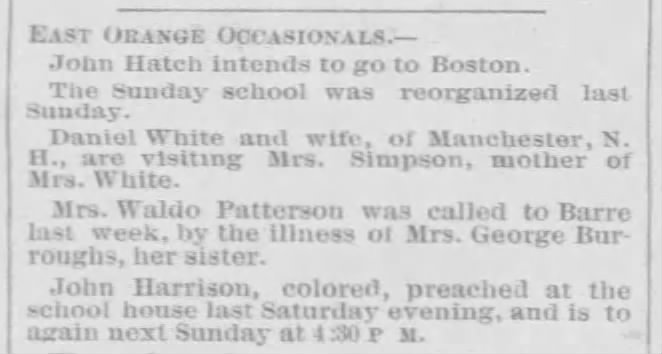 EAST ORANGE OCCASIONALS.—
John Hatch intends to go to Boston.
The Sunday school was reorganized last
Sunday.
Daniel White and wife, of Manchester, N.
H., are visiting Mrs. Simpson, mother of
Mrs. White.
Mrs. Waldo Patterson was called to Barre
last week, by the illness of Mrs. George Bur-
roughs, her sister.
John Harrison, colored, preached at the
school house last Saturday evening, and is to
again next Sunday at 4:30 P M.